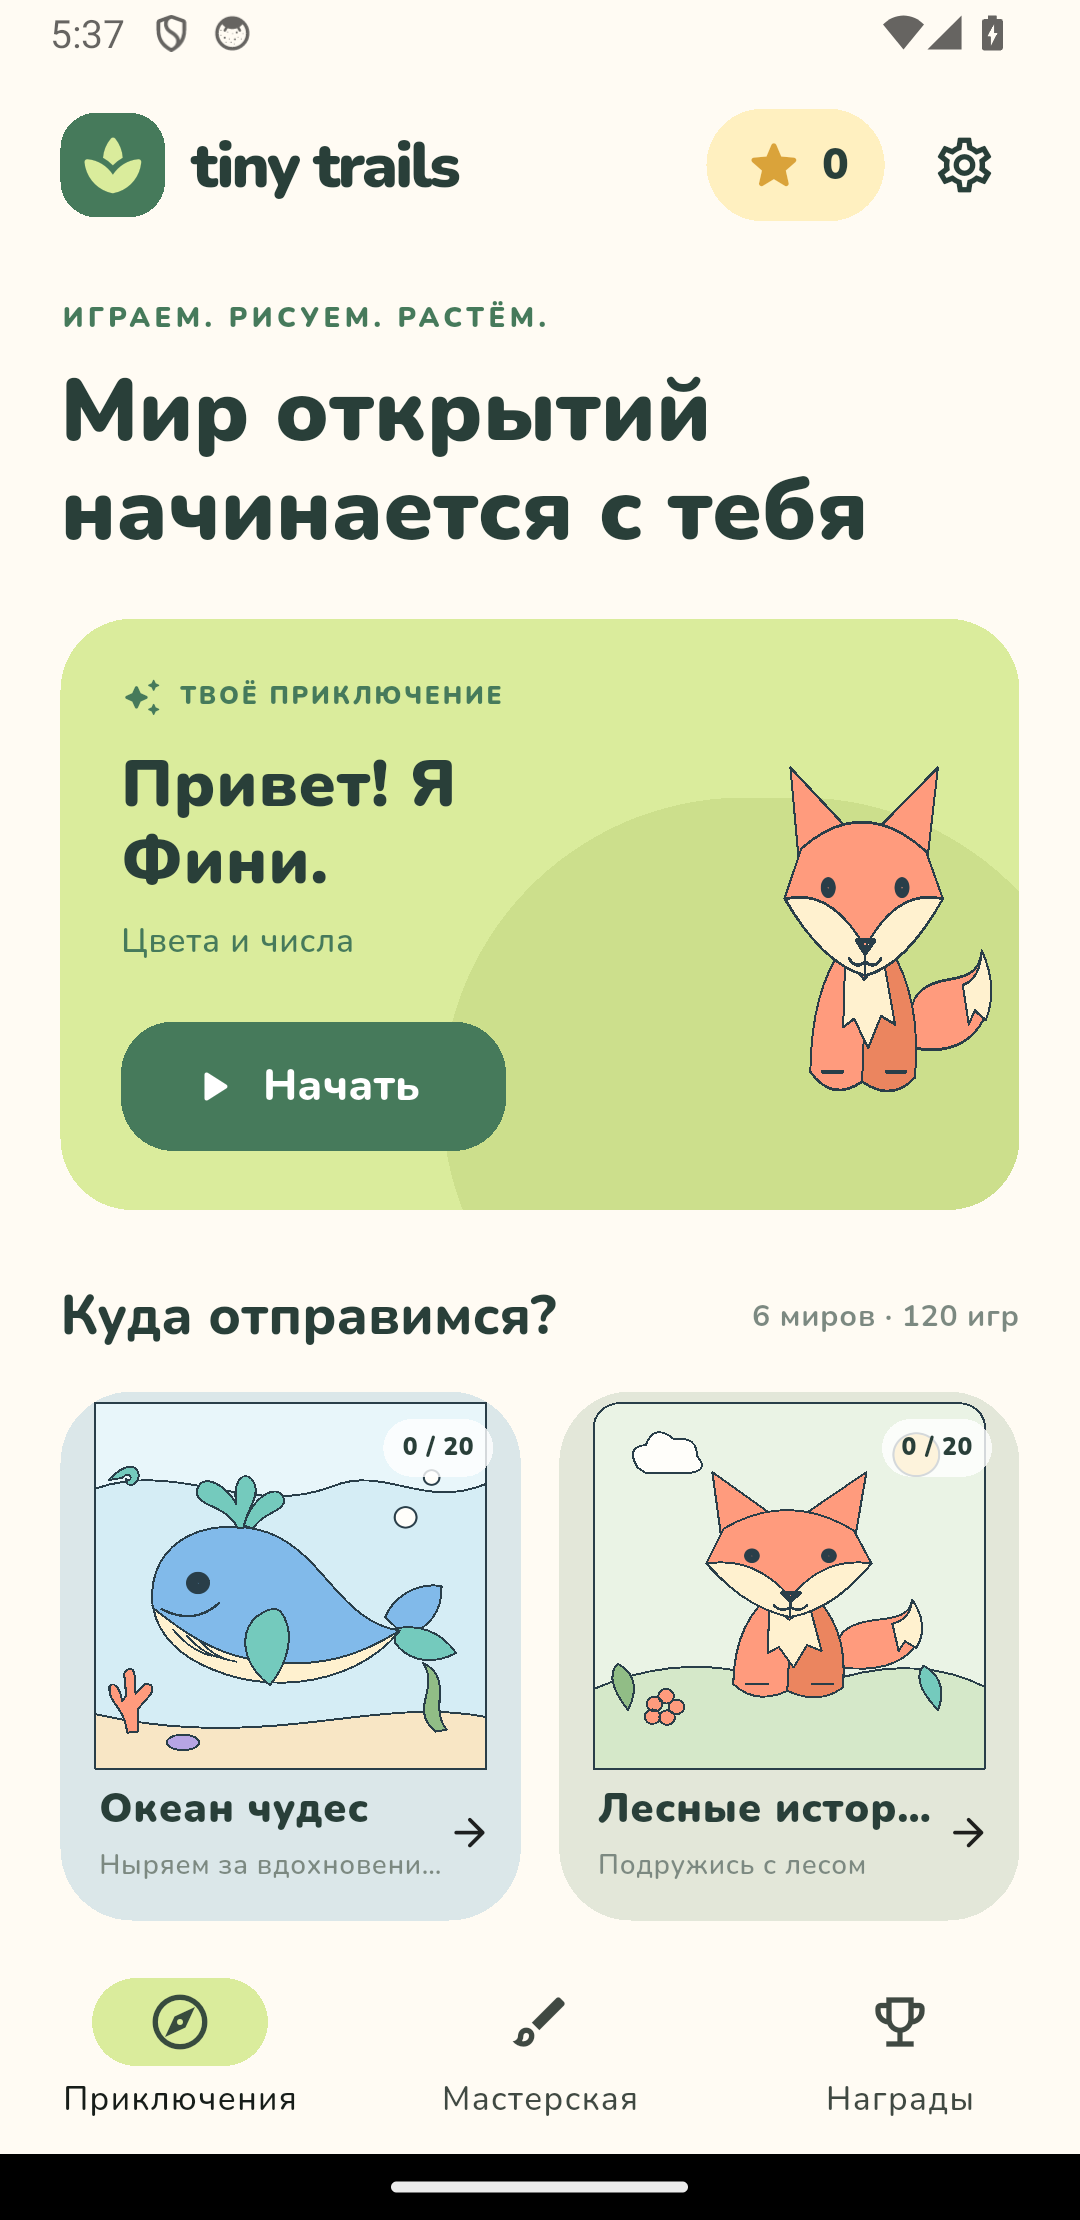 5:37
tiny trails
0
ИГРАЕМ. РИСУЕМ. РАСТЁМ.
Мир открытий
начинается с тебя
ТВОЁ ПРИКЛЮЧЕНИЕ
Привет! Я
Фини.
Цвета и числа
Начать
Куда отправимся?
6 миров · 120 игр
0 / 20
0 / 20
Океан чудес
Ныряем за вдохновени...
Лесные истор...
Подружись с лесом
Приключения
Мастерская
Награды